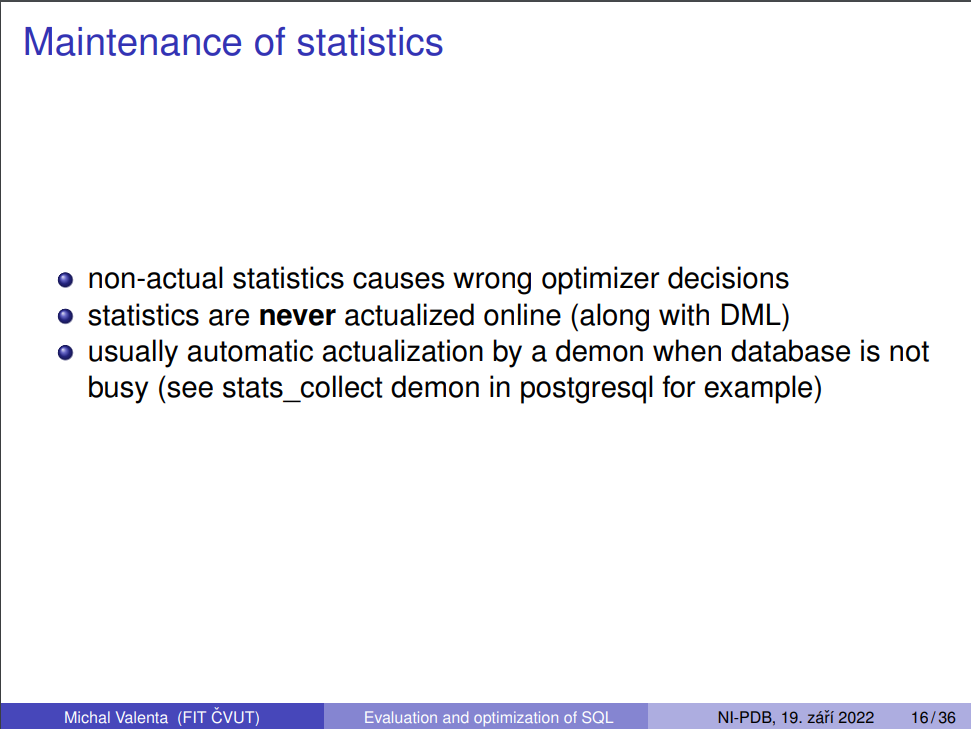 Maintenance of statistics
non-actual statistics causes wrong optimizer decisions
statistics are never actualized online (along with DML)
usually automatic actualization by a demon when database is not
busy (see stats_collect demon in postgresql for example)
Michal Valenta (FIT ČVUT) Evaluation and optimization of SQL NI-PDB, 19. září 2022 16 / 36